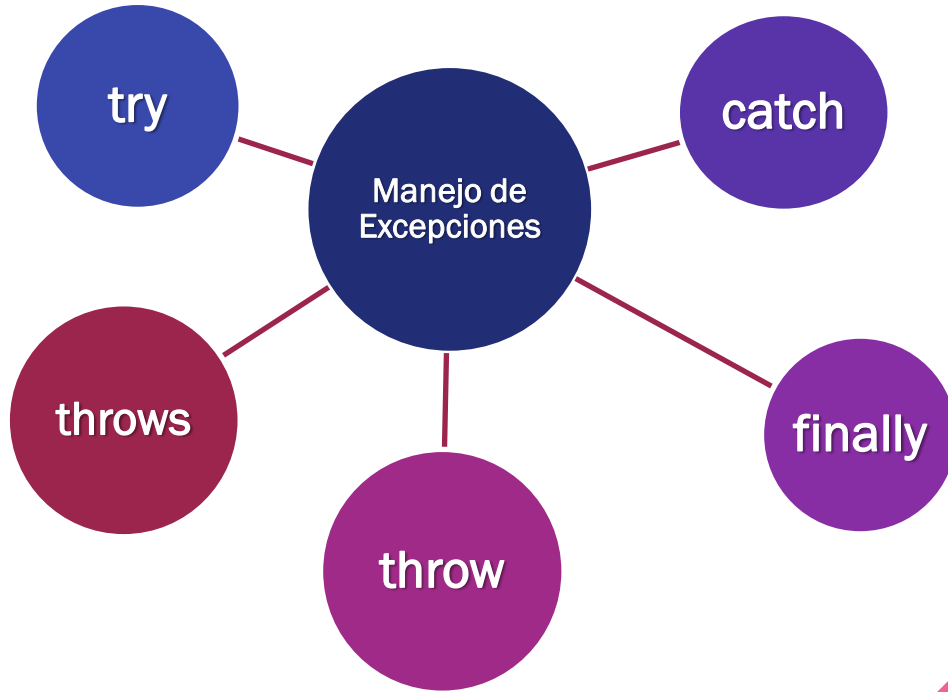 try
catch
Manejo de
Excepciones
throws
finally
throw